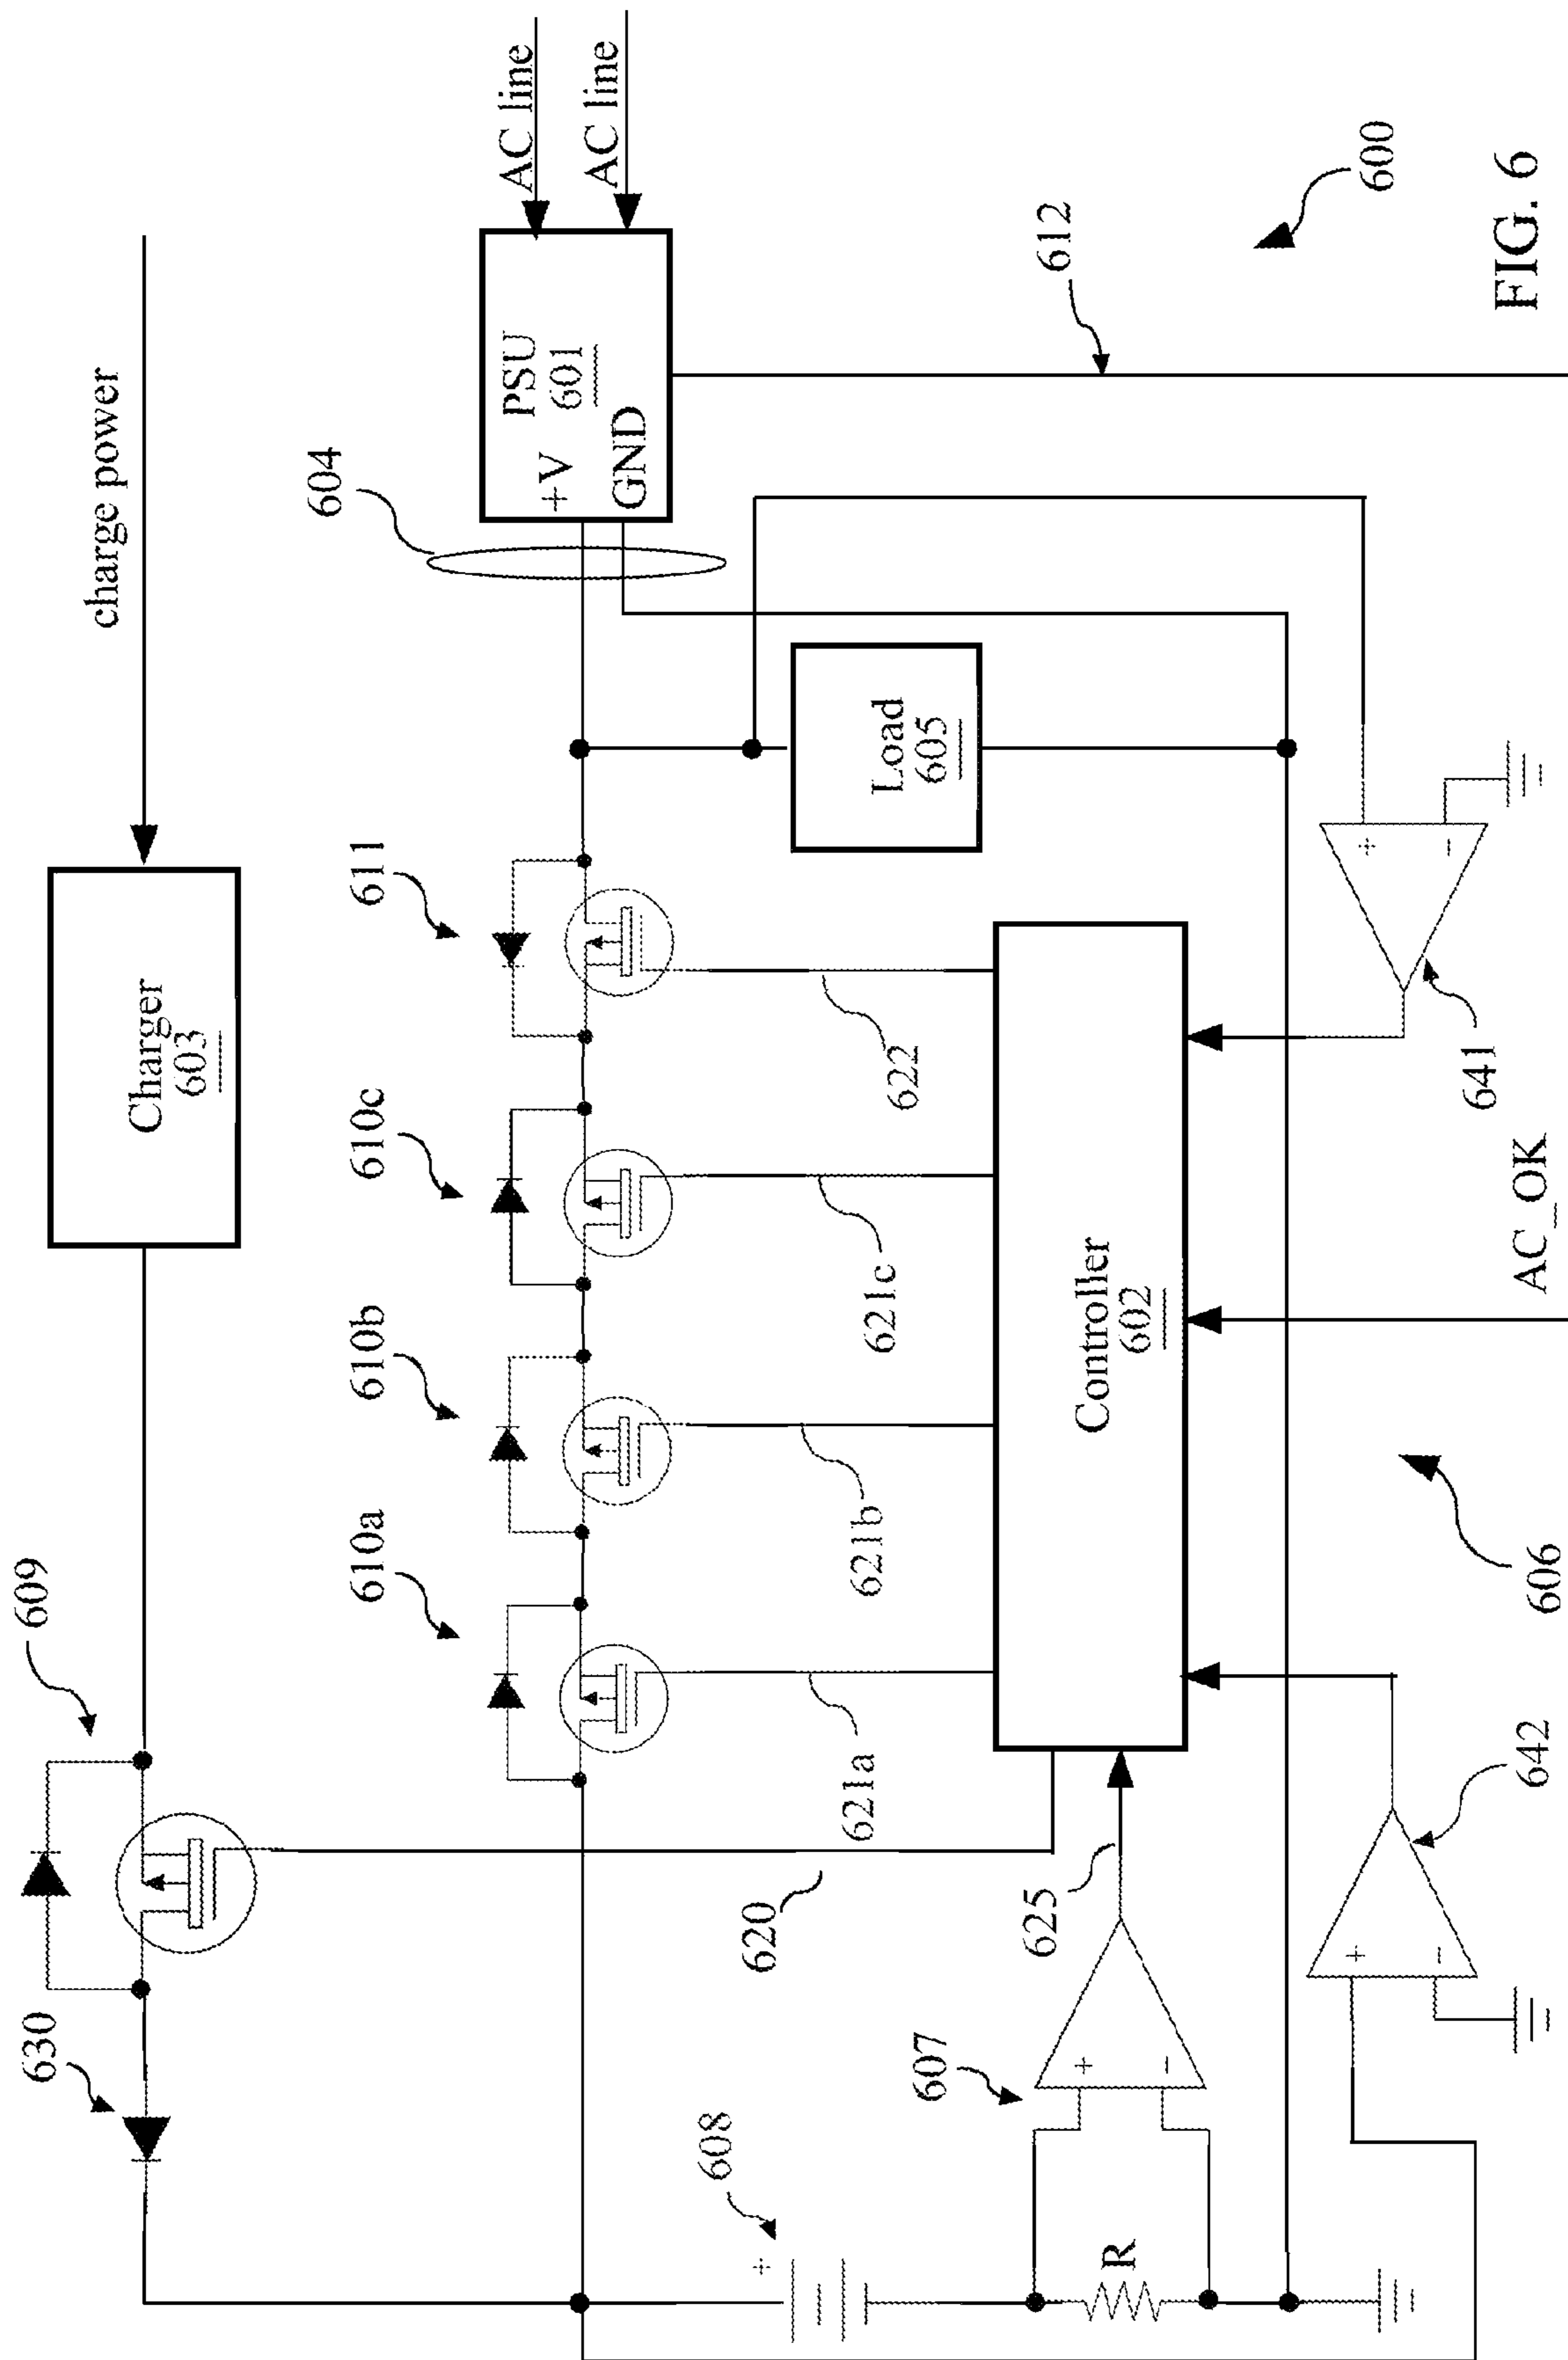 charge power
Charger
603
609
630
604
AC line
AC line
PSU
601
+V
GND
611
610c
610b
610a
612
Load
605
622
621c
621b
621a
620
Controller
602
625
607
+
-
608
+
R
641
+
-
642
+
-
AC_OK
606
600
FIG. 6